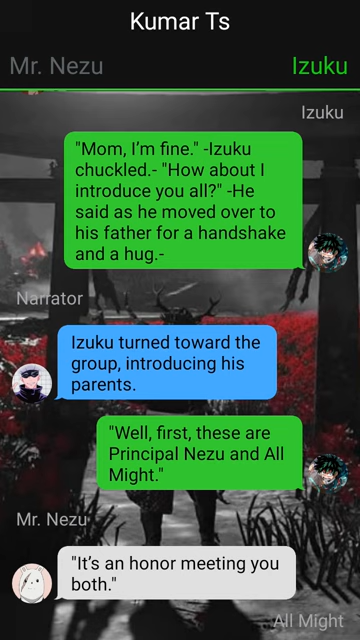 Kumar Ts
Mr. Nezu
Izuku
Izuku
"Mom, I'm fine." -Izuku
chuckled.- "How about I
introduce you all?" -He
said as he moved over to
his father for a handshake
and a hug.-
Narrator
Izuku turned toward the
group, introducing his
parents.
"Well, first, these are
Principal Nezu and All
Might."
Mr. Nezu
"It's an honor meeting you
both."
All Might